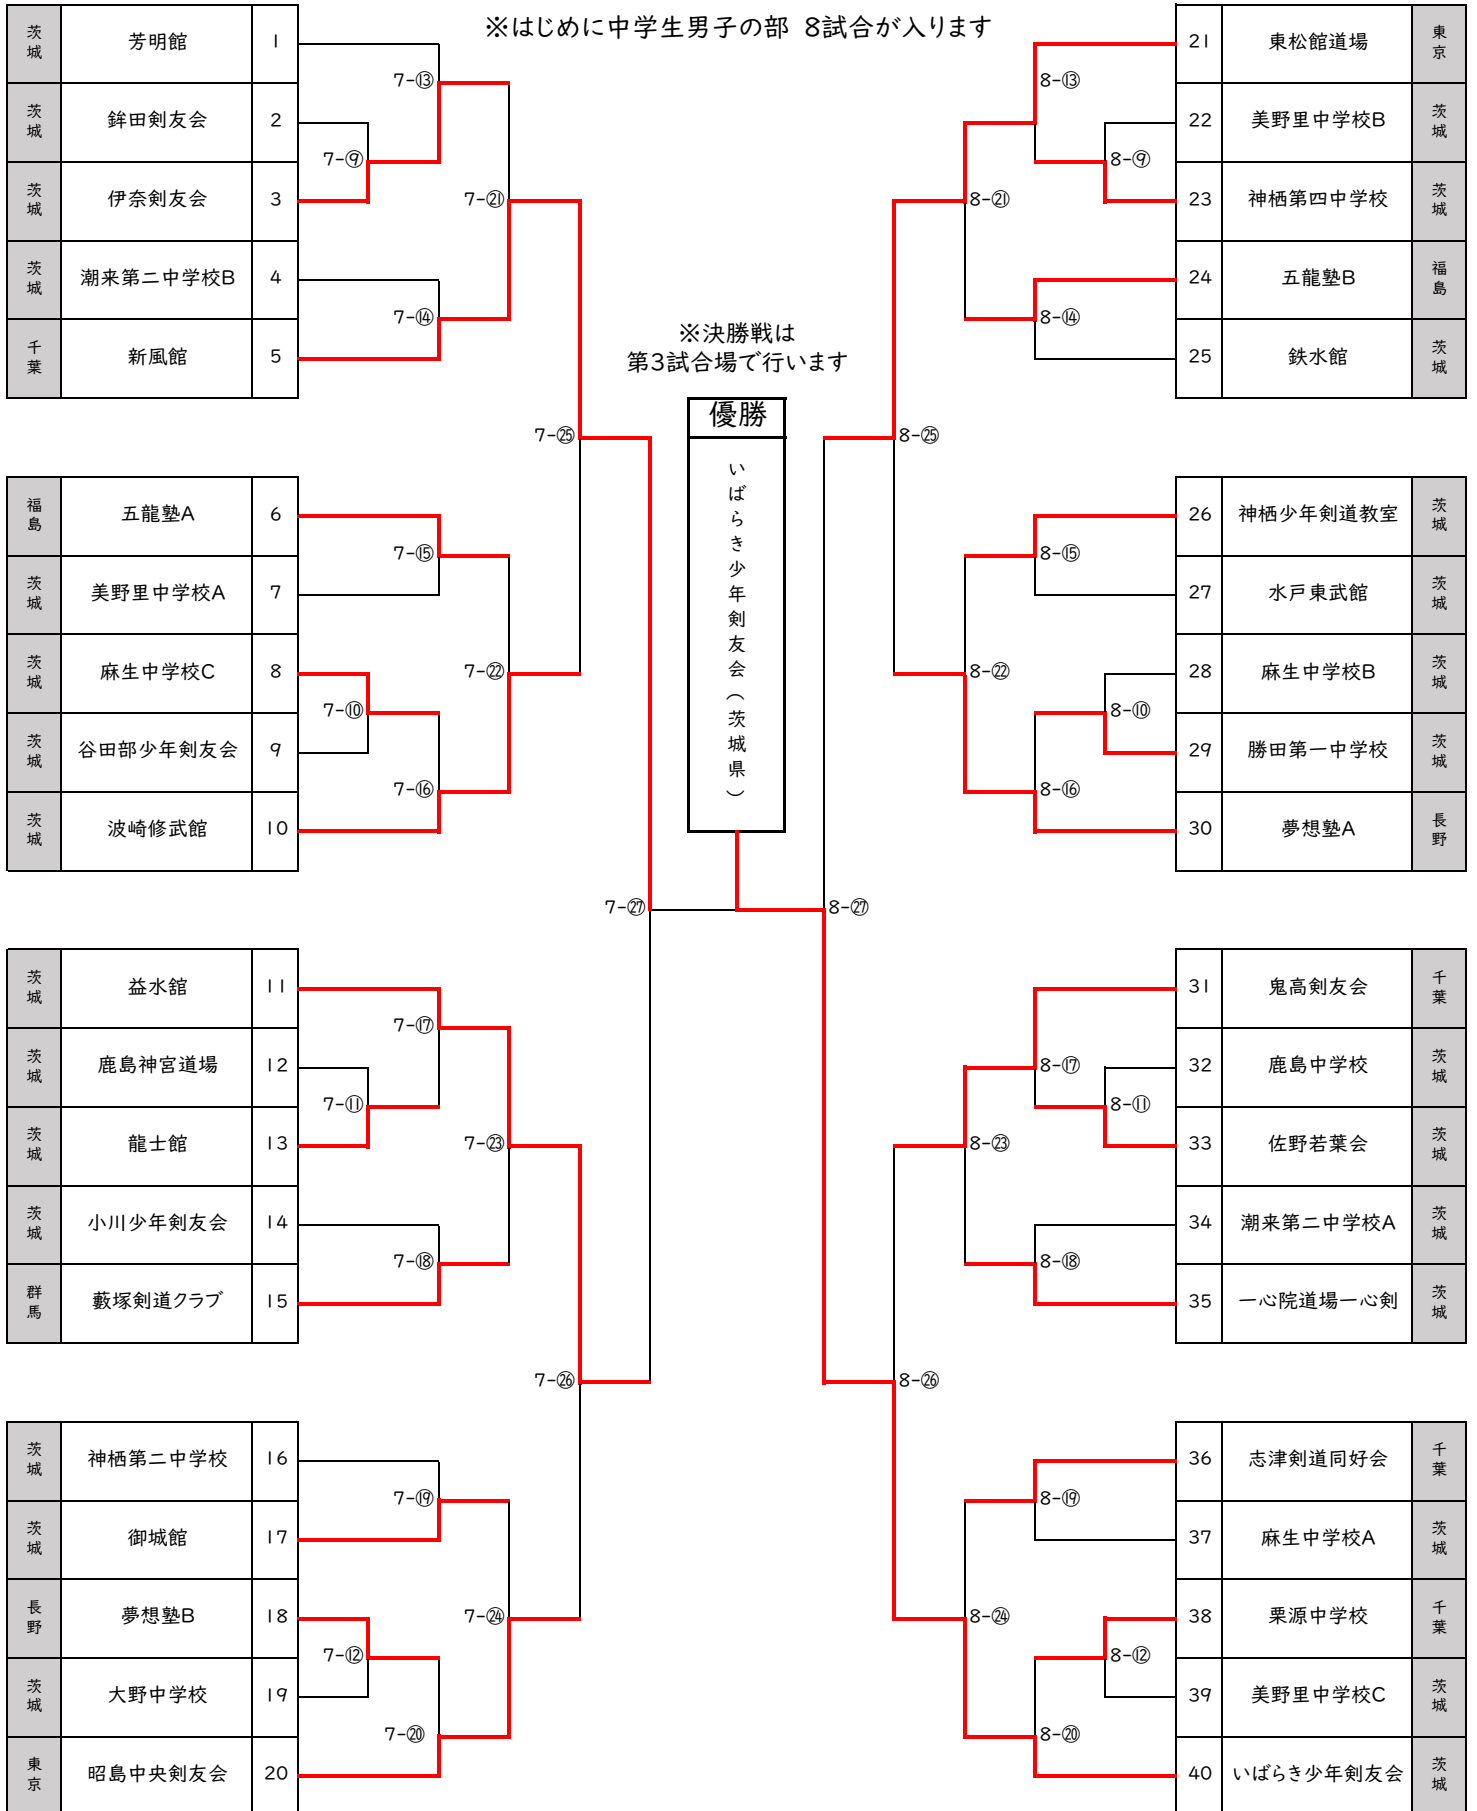 ※はじめに中学生男子の部 8試合が入ります
茨城 芳明館 1
7-⑬
茨城 鉾田剣友会 2
7-⑨
茨城 伊奈剣友会 3
7-㉑
茨城 潮来第二中学校B 4
7-⑭
千葉 新風館 5
7-㉕
福島 五龍塾A 6
7-⑮
茨城 美野里中学校A 7
茨城 麻生中学校C 8
7-㉒
7-⑩
茨城 谷田部少年剣友会 9
7-⑯
茨城 波崎修武館 10
7-㉗
茨城 益水舘 11
7-⑰
茨城 鹿島神宮道場 12
7-⑪
茨城 龍士館 13
7-㉓
茨城 小川少年剣友会 14
7-⑱
群馬 藪塚剣道クラブ 15
7-㉖
茨城 神栖第二中学校 16
7-⑲
茨城 御城館 17
長野 夢想塾B 18
7-㉔
7-⑫
茨城 大野中学校 19
7-⑳
東京 昭島中央剣友会 20
※決勝戦は
第3試合場で行います
優勝
いばらき少年剣友会（茨城県）
21 東松館道場 東京
8-⑬
22 美野里中学校B 茨城
8-⑨
23 神栖第四中学校 茨城
8-㉑
24 五龍塾B 福島
8-⑭
25 鉄水館 茨城
8-㉕
26 神栖少年剣道教室 茨城
8-⑮
27 水戸東武館 茨城
28 麻生中学校B 茨城
8-㉒
8-⑩
29 勝田第一中学校 茨城
8-⑯
30 夢想塾A 長野
8-㉗
31 鬼高剣友会 千葉
8-⑰
32 鹿島中学校 茨城
8-⑪
33 佐野若葉会 茨城
8-㉓
34 潮来第二中学校A 茨城
8-⑱
35 一心院道場一心剣 茨城
8-㉖
36 志津剣道同好会 千葉
8-⑲
37 麻生中学校A 茨城
38 栗源中学校 千葉
8-㉔
8-⑫
39 美野里中学校C 茨城
8-⑳
40 いばらき少年剣友会 茨城